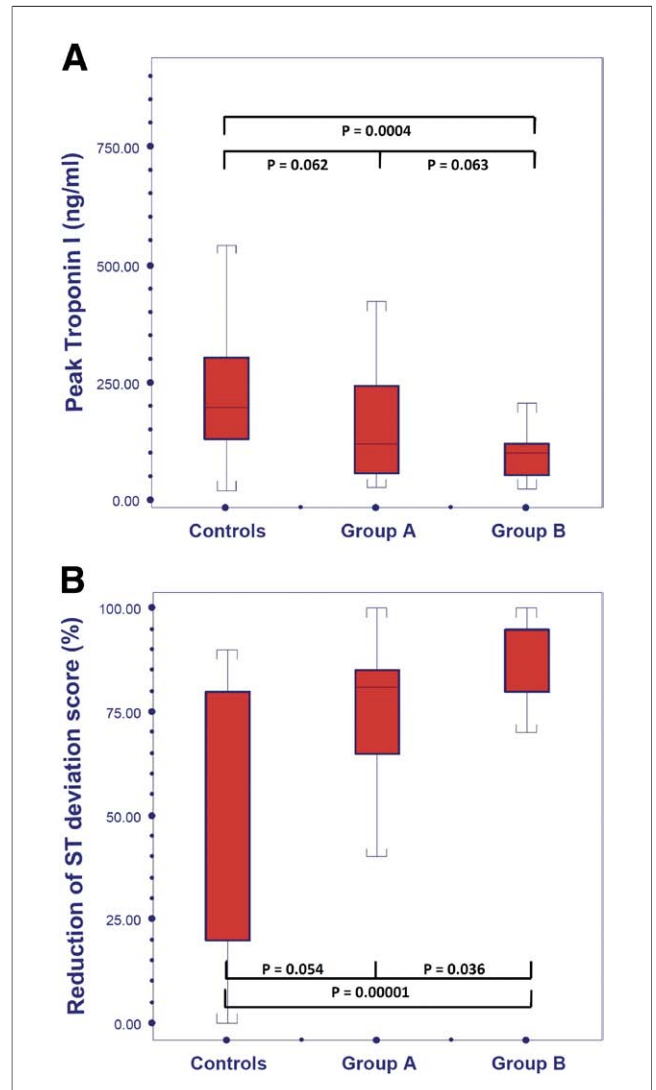 A
Peak Troponin I (ng/ml)
750.00
500.00
250.00
0.00
P = 0.0004
P = 0.062
P = 0.063
Controls
Group A
Group B
B
Reduction of ST deviation score (%)
100.00
75.00
50.00
25.00
0.00
P = 0.054
P = 0.036
P = 0.00001
Controls
Group A
Group B